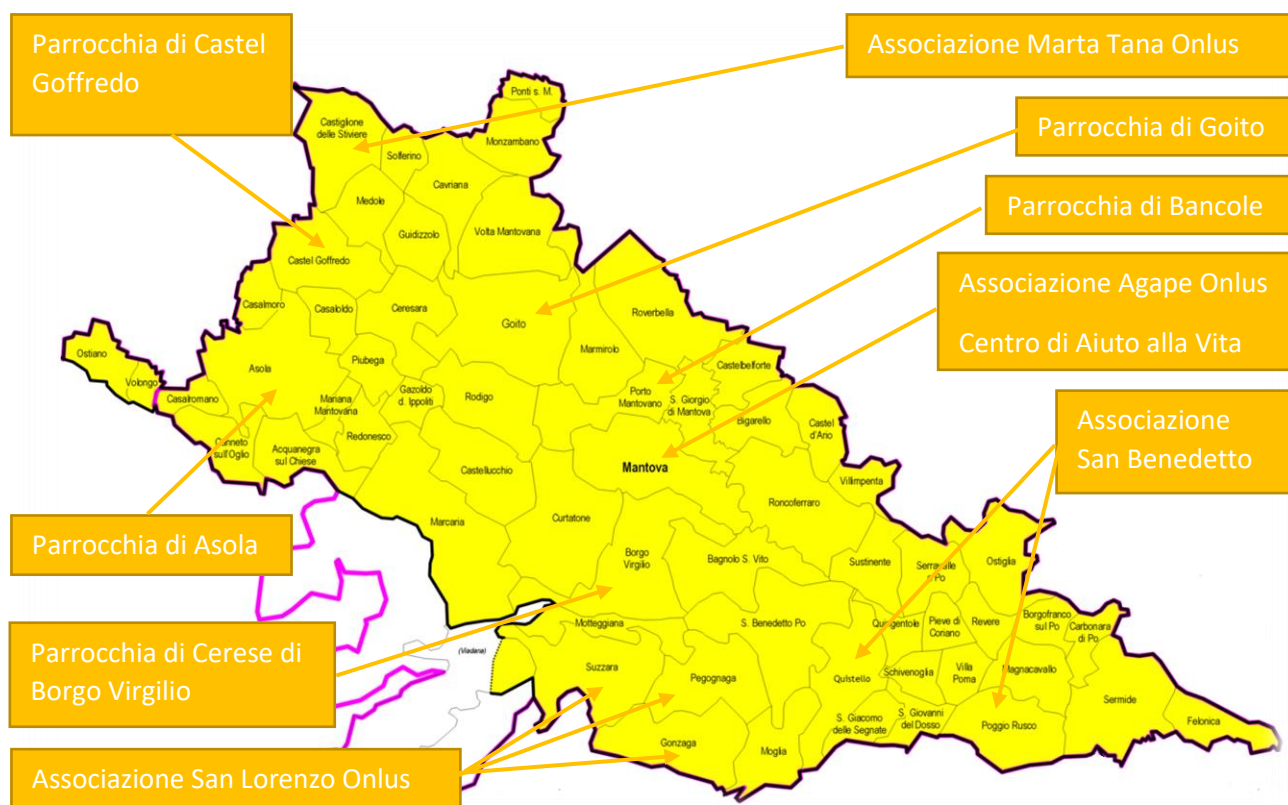 Parrocchia di Castel
Goffredo
Associazione Marta Tana Onlus
Parrocchia di Goito
Parrocchia di Bancole
Associazione Agape Onlus
Centro di Aiuto alla Vita
Associazione
San Benedetto
Parrocchia di Asola
Parrocchia di Cerese di
Borgo Virgilio
Associazione San Lorenzo Onlus
Ponti s. M.
Castiglione
delle Stiviere
Solferino
Monzambano
Cavriana
Medole
Guidizzolo
Volta Mantovana
Castel Goffredo
Casalmoro
Casaloldo
Ceresara
Goito
Roverbella
Marmirolo
Ostiano
Volongo
Asola
Piubega
Castelbelforte
Casalromano
Mariana
Mantovana
Gazoldo
d. Ippoliti
Rodigo
Porto
Mantovano
S. Giorgio
di Mantova
Bigarello
Castel
d'Ario
Canneto
sull'Oglio
Acquanegra
sul Chiese
Redonesco
Castellucchio
Mantova
Villimpenta
Roncoferraro
Marcaria
Curtatone
Borgo
Virgilio
Bagnolo S. Vito
Sustinente
Serravalle
a Po
Ostiglia
Motteggiana
S. Benedetto Po
Quingentole
Pieve di
Coriano
Revere
Borgofranco
sul Po
Carbonara
di Po
(Viadana)
Suzzara
Pegognaga
Quistello
Schivenoglia
Villa
Poma
Magnacavallo
Sermide
Felonica
Gonzaga
Moglia
S. Giacomo
delle Segnate
S. Giovanni
del Dosso
Poggio Rusco